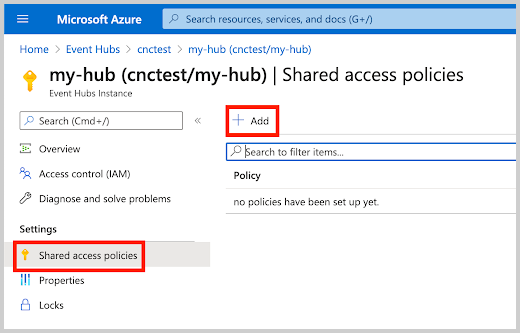 Microsoft Azure
Search resources, services, and docs (G+/)
Home > Event Hubs > cnctest > my-hub (cnctest/my-hub) >
my-hub (cnctest/my-hub) | Shared access policies
Event Hubs Instance
Search (Cmd+/)
«
+ Add
Search to filter items...
Overview
Access control (IAM)
Diagnose and solve problems
Policy
no policies have been set up yet.
Settings
Shared access policies
Properties
Locks